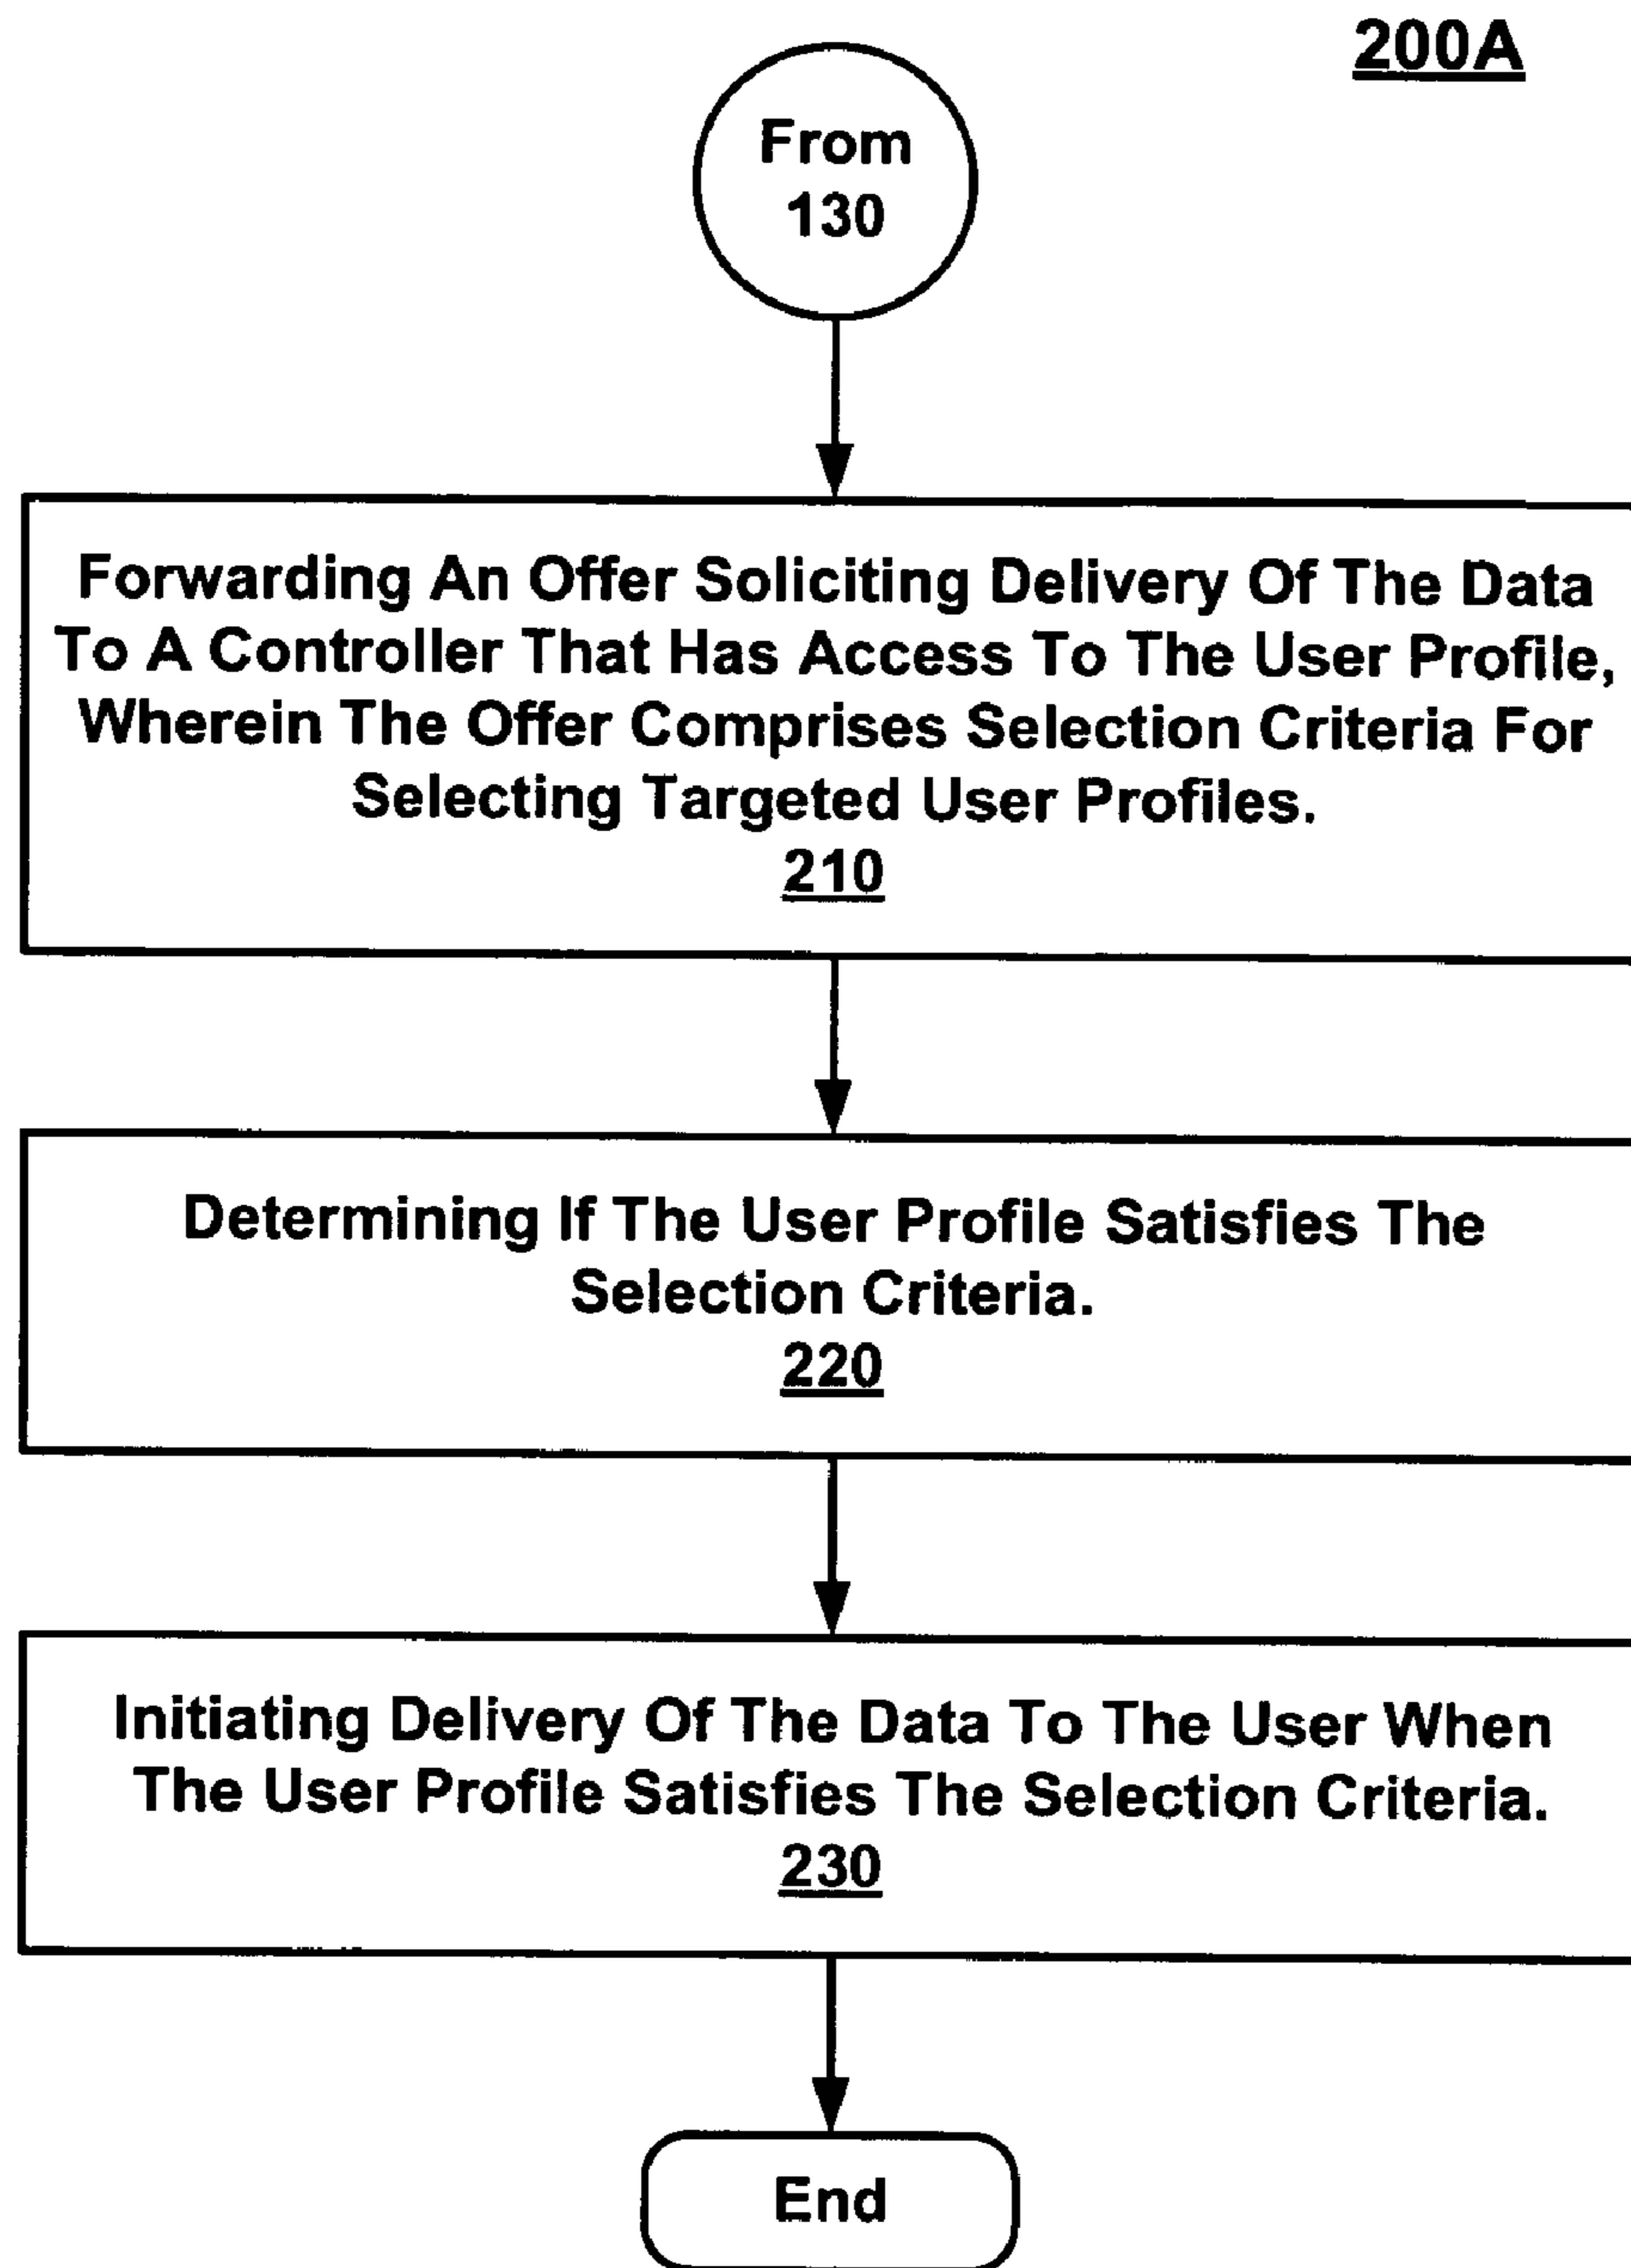 200A
From
130
Forwarding An Offer Soliciting Delivery Of The Data
To A Controller That Has Access To The User Profile,
Wherein The Offer Comprises Selection Criteria For
Selecting Targeted User Profiles.
210
Determining If The User Profile Satisfies The
Selection Criteria.
220
Initiating Delivery Of The Data To The User When
The User Profile Satisfies The Selection Criteria.
230
End